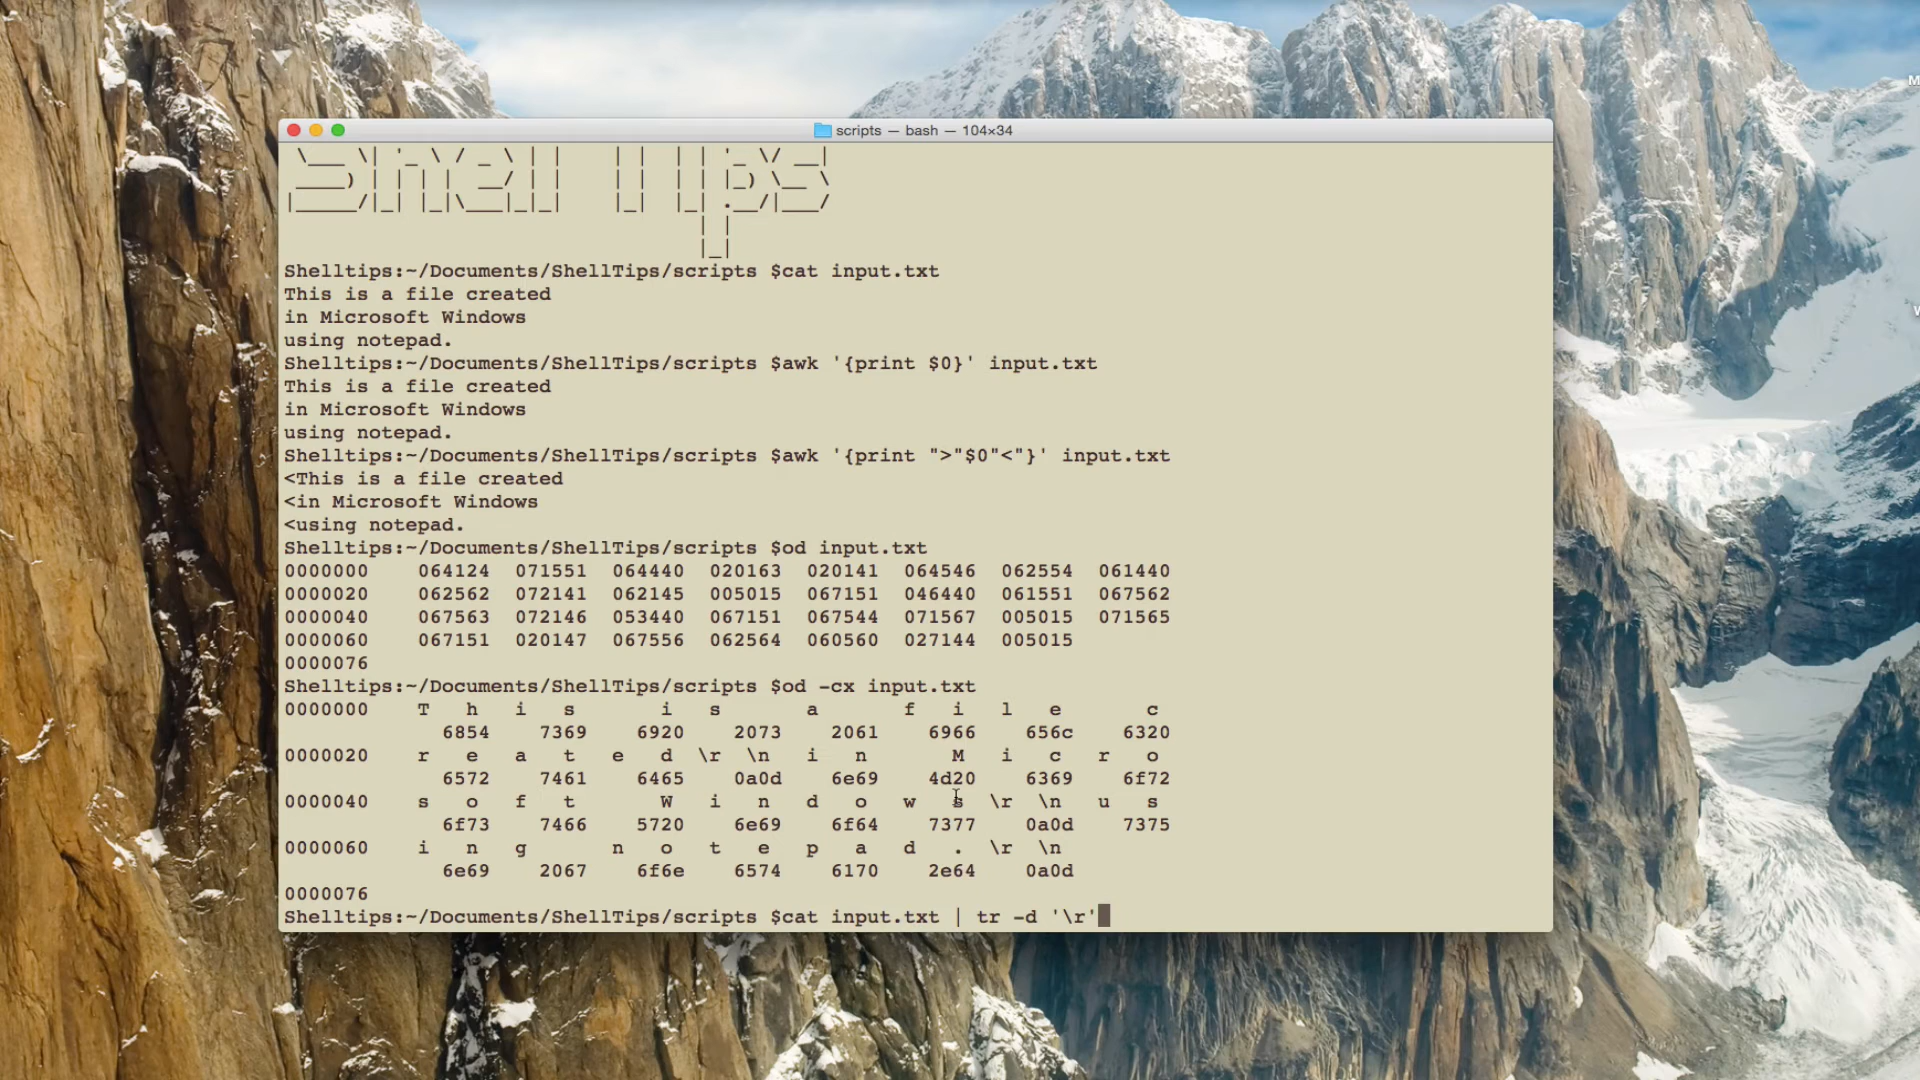 scripts — bash — 104×34
Shell Tips
Shelltips:~/Documents/ShellTips/scripts $cat input.txt
This is a file created
in Microsoft Windows
using notepad.
Shelltips:~/Documents/ShellTips/scripts $awk '{print $0}' input.txt
This is a file created
in Microsoft Windows
using notepad.
Shelltips:~/Documents/ShellTips/scripts $awk '{print ">"$0"<"}' input.txt
<This is a file created
<in Microsoft Windows
<using notepad.
Shelltips:~/Documents/ShellTips/scripts $od input.txt
0000000 064124 071551 064440 020163 020141 064546 062554 061440
0000020 062562 072141 062145 005015 067151 046440 061551 067562
0000040 067563 072146 053440 067151 067544 071567 005015 071565
0000060 067151 020147 067556 062564 060560 027144 005015
0000076
Shelltips:~/Documents/ShellTips/scripts $od -cx input.txt
0000000 T h i s i s a f i l e c
6854 7369 6920 2073 2061 6966 656c 6320
0000020 r e a t e d \r \n i n M i c r o
6572 7461 6465 0a0d 6e69 4d20 6369 6f72
0000040 s o f t W i n d o w s \r \n u s
6f73 7466 5720 6e69 6f64 7377 0a0d 7375
0000060 i n g n o t e p a d . \r \n
6e69 2067 6f6e 6574 6170 2e64 0a0d
0000076
Shelltips:~/Documents/ShellTips/scripts $cat input.txt | tr -d '\r'